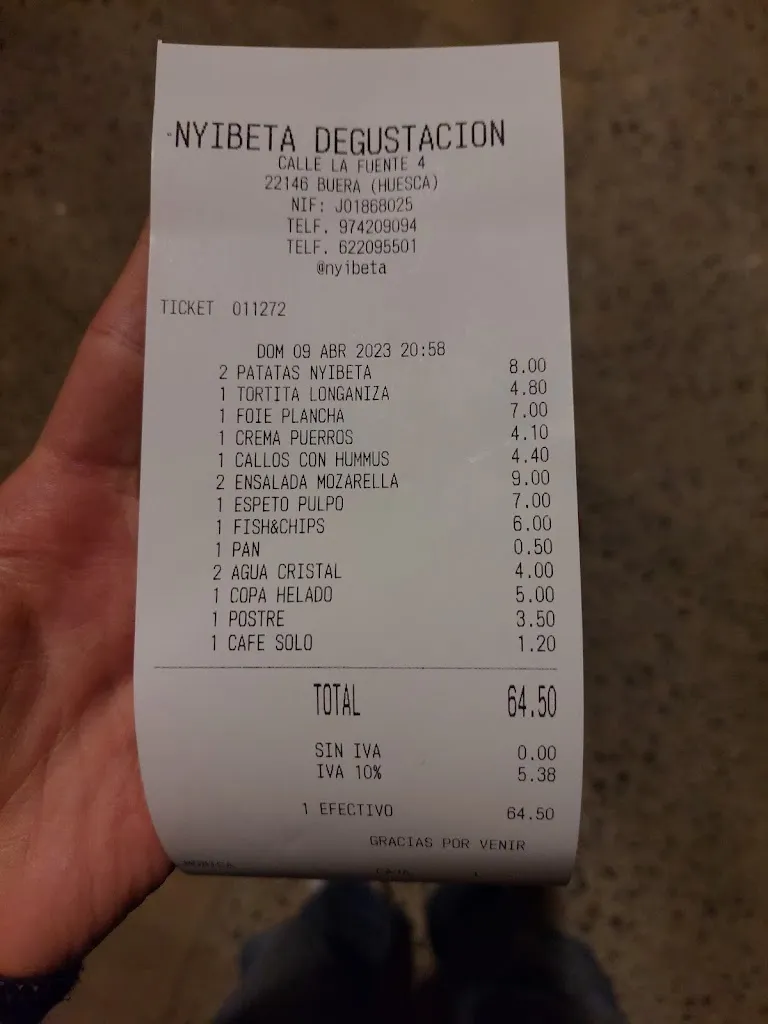 NYIBETA DEGUSTACION
CALLE LA FUENTE 4
22146 BUERA (HUESCA)
NIF: J01868025
TELF. 974209094
TELF. 622095501
@nyibeta
TICKET 011272
DOM 09 ABR 2023 20:58
2 PATATAS NYIBETA 8.00
1 TORTITA LONGANIZA 4.80
1 FOIE PLANCHA 7.00
1 CREMA PUERROS 4.10
1 CALLOS CON HUMMUS 4.40
2 ENSALADA MOZARELLA 9.00
1 ESPETO PULPO 7.00
1 FISH&CHIPS 6.00
1 PAN 0.50
2 AGUA CRISTAL 4.00
1 COPA HELADO 5.00
1 POSTRE 3.50
1 CAFE SOLO 1.20
TOTAL 64.50
SIN IVA 0.00
IVA 10% 5.38
1 EFECTIVO 64.50
GRACIAS POR VENIR